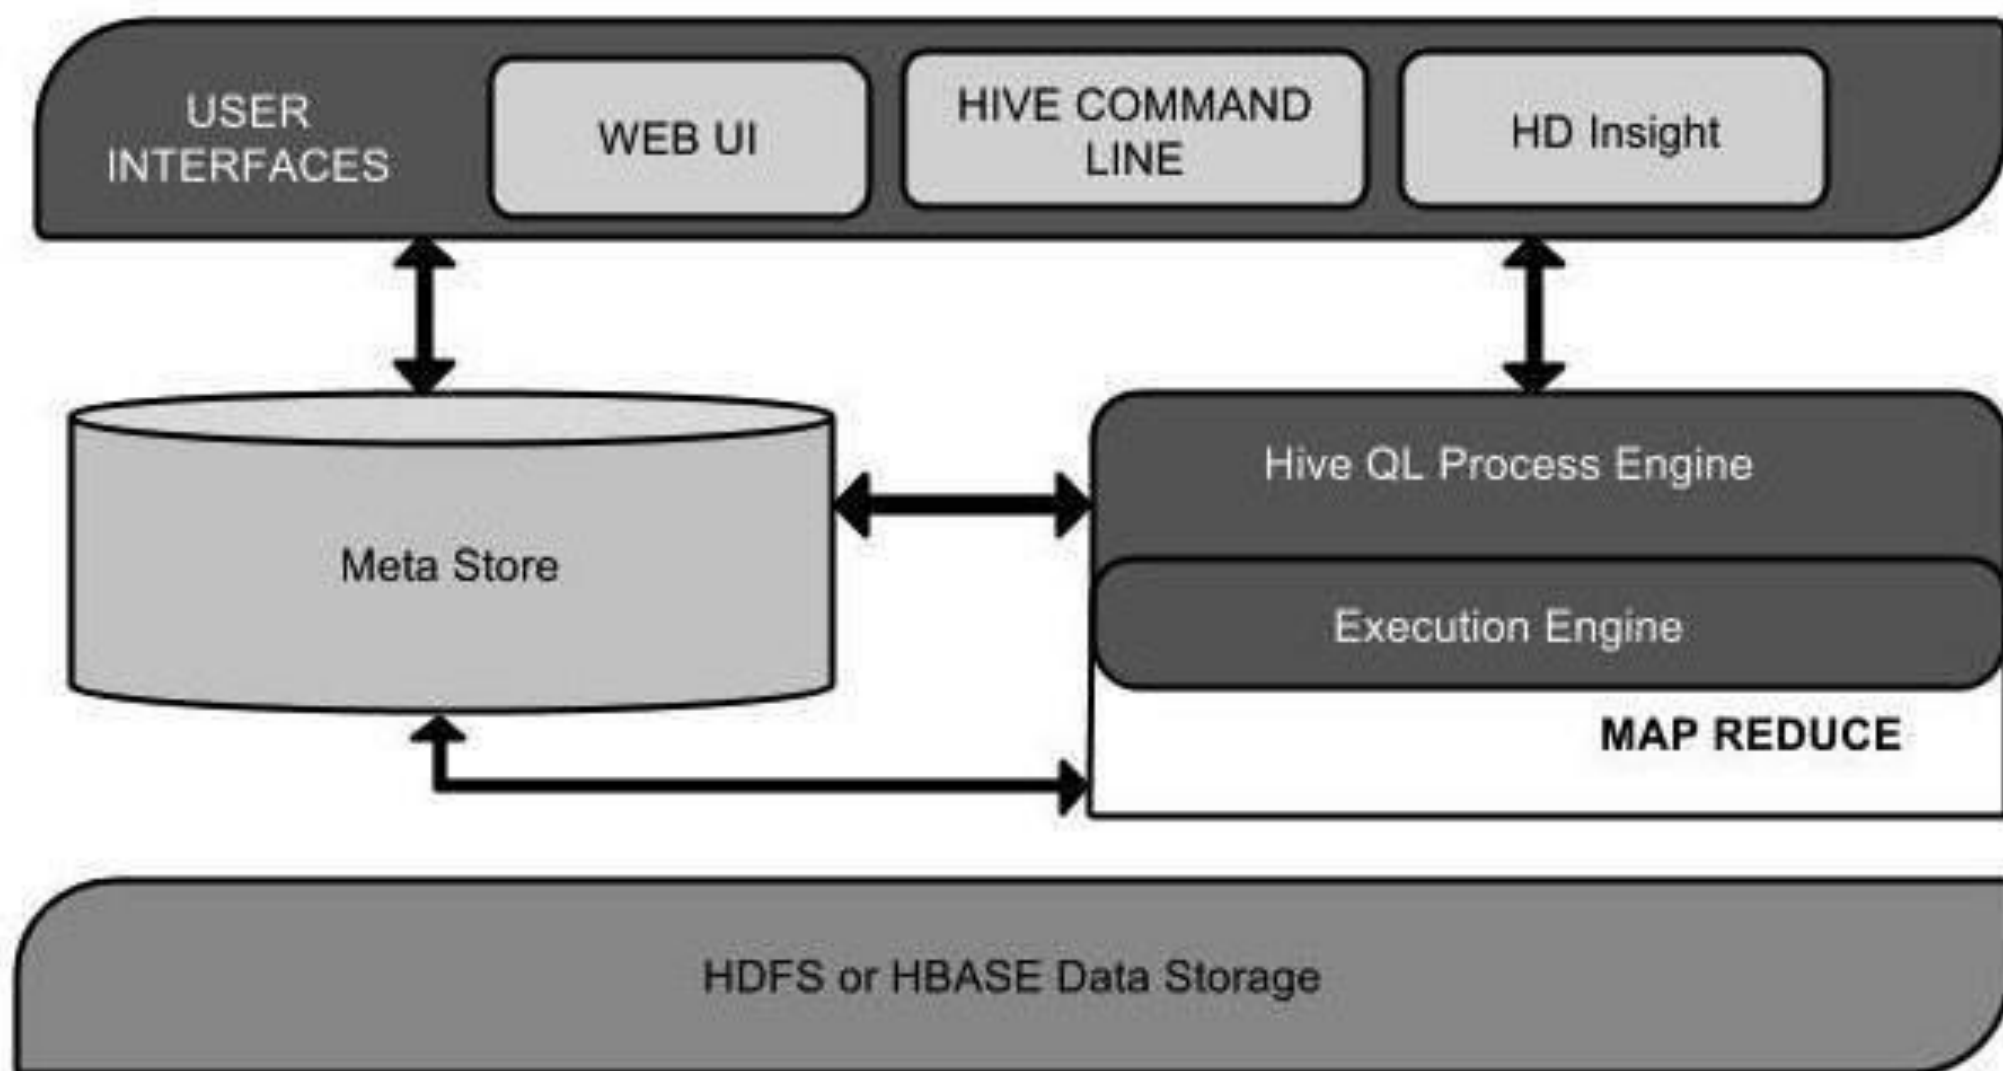 USER
INTERFACES
WEB UI
HIVE COMMAND
LINE
HD Insight
Meta Store
Hive QL Process Engine
Execution Engine
MAP REDUCE
HDFS or HBASE Data Storage